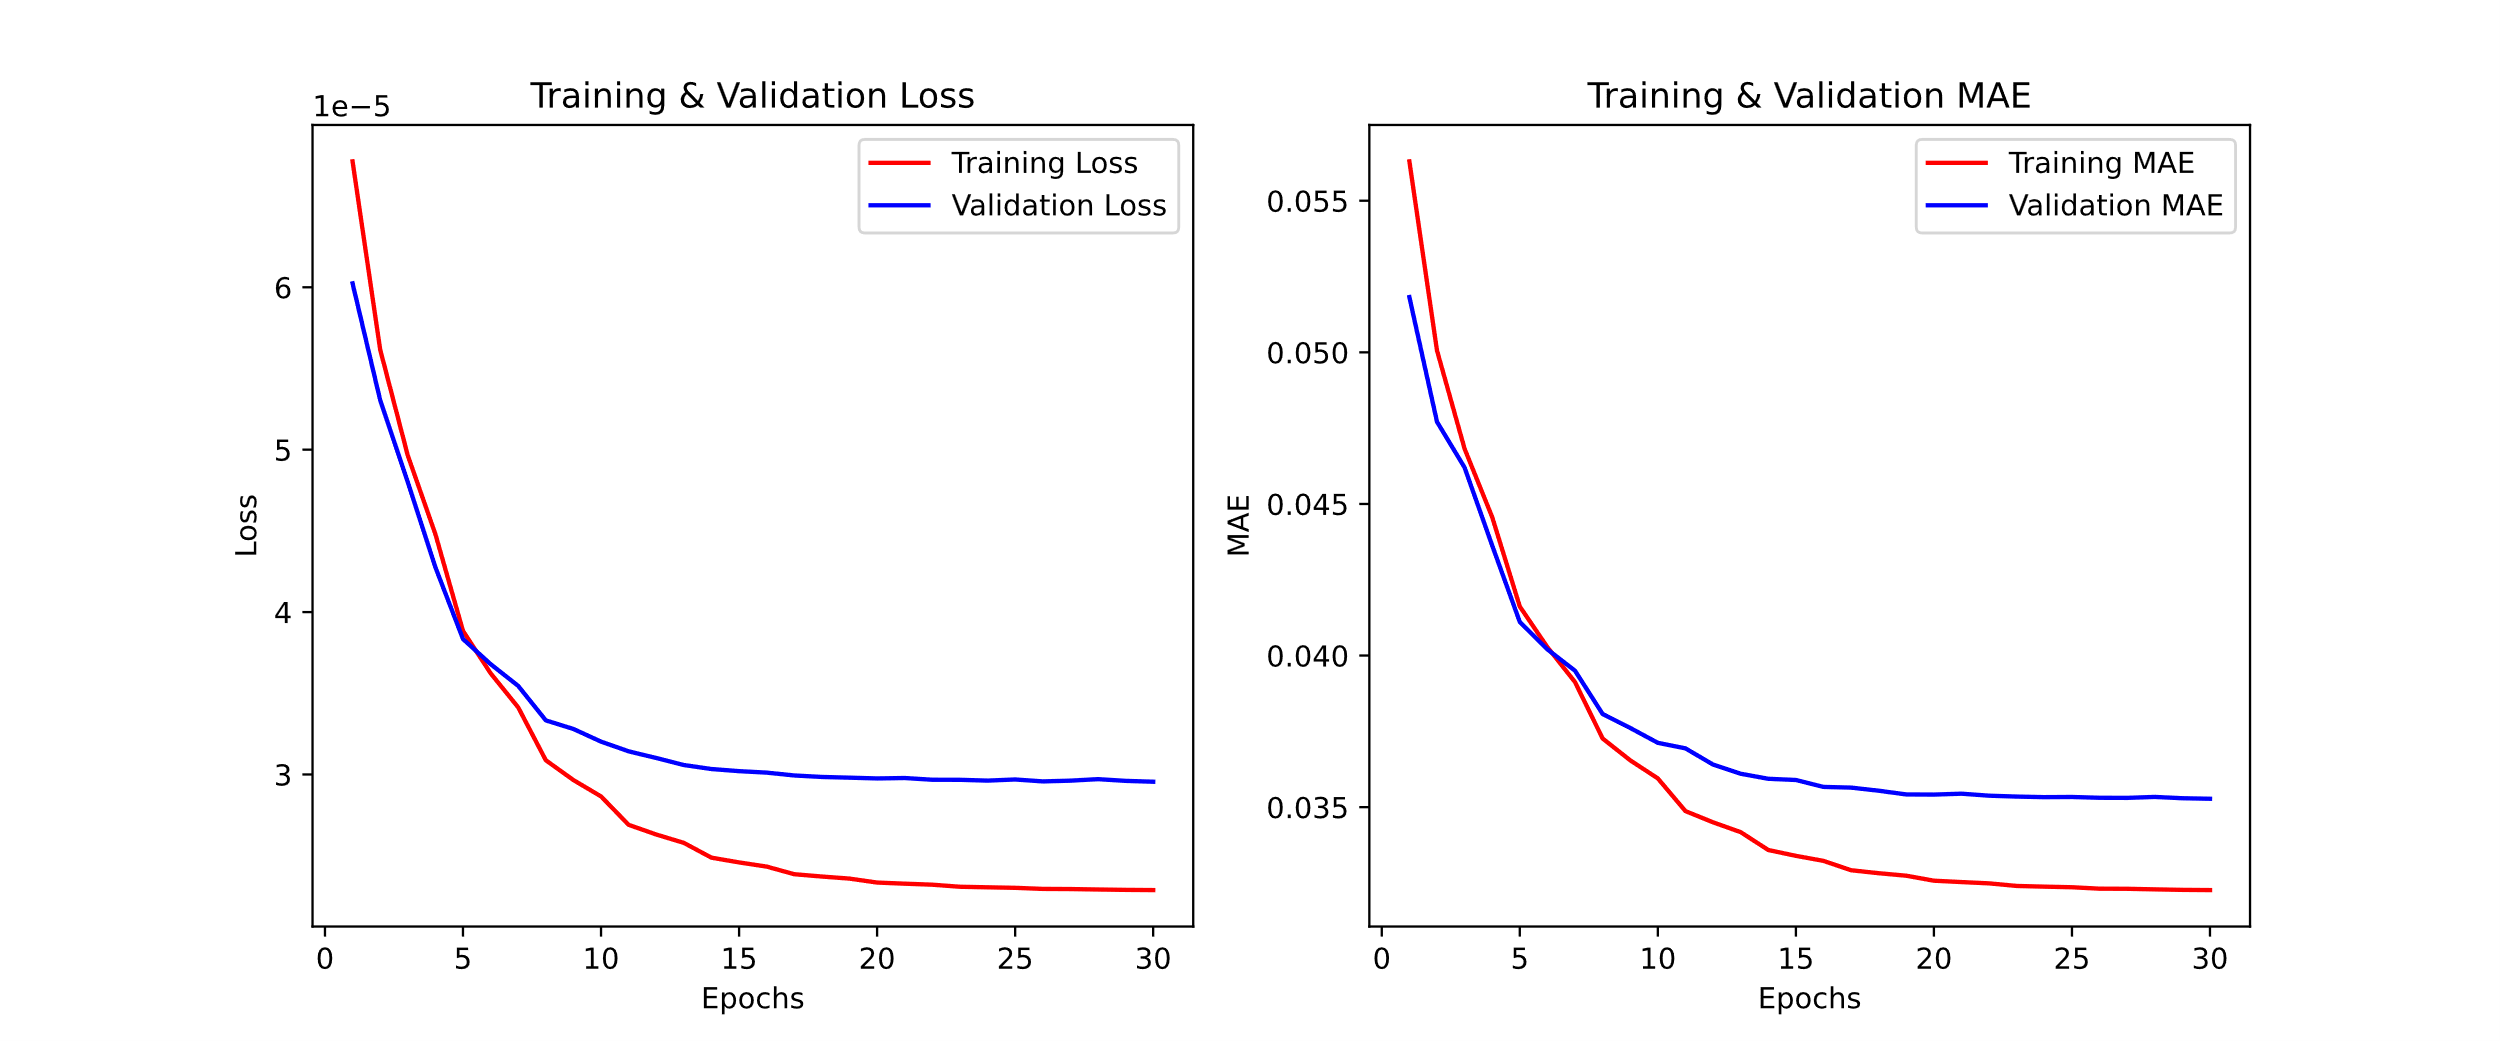 Training & Validation Loss
1e−5
Training Loss
Validation Loss
6
5
4
3
Loss
0 5 10 15 20 25 30
Epochs
Training & Validation MAE
Training MAE
Validation MAE
0.055
0.050
0.045
0.040
0.035
MAE
0 5 10 15 20 25 30
Epochs